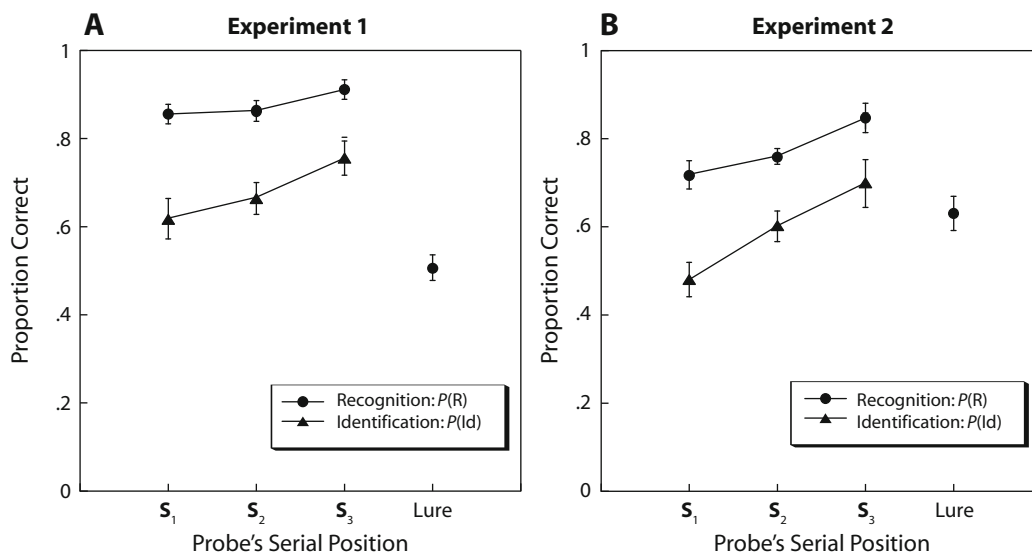 A
Experiment 1
Proportion Correct
1
.8
.6
.4
.2
0
Recognition: P(R)
Identification: P(Id)
S1 S2 S3 Lure
Probe's Serial Position
B
Experiment 2
Proportion Correct
1
.8
.6
.4
.2
0
Recognition: P(R)
Identification: P(Id)
S1 S2 S3 Lure
Probe's Serial Position